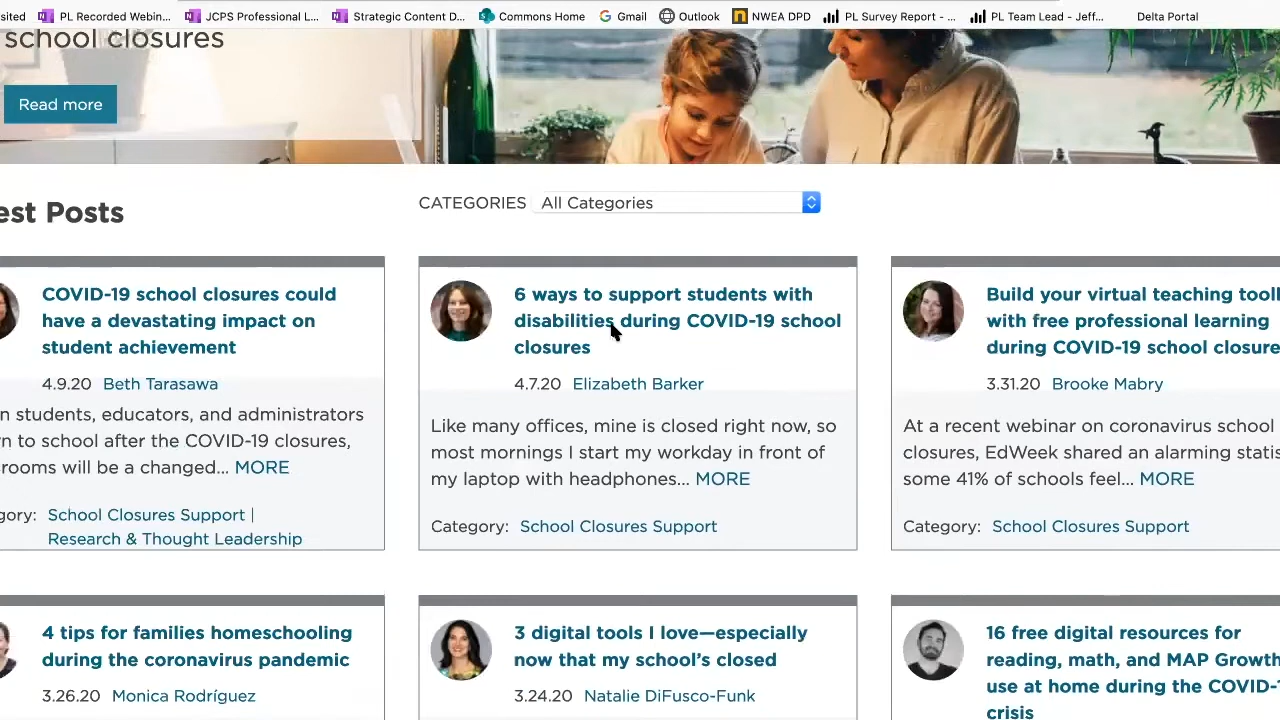 sited PL Recorded Webin... JCPS Professional L... Strategic Content D... Commons Home Gmail Outlook NWEA DPD PL Survey Report - ... PL Team Lead - Jeff... Delta Portal
school closures
Read more
est Posts
CATEGORIES All Categories
COVID-19 school closures could
have a devastating impact on
student achievement
4.9.20 Beth Tarasawa
n students, educators, and administrators
rn to school after the COVID-19 closures,
rooms will be a changed... MORE
gory: School Closures Support |
Research & Thought Leadership
6 ways to support students with
disabilities during COVID-19 school
closures
4.7.20 Elizabeth Barker
Like many offices, mine is closed right now, so
most mornings I start my workday in front of
my laptop with headphones... MORE
Category: School Closures Support
Build your virtual teaching tool
with free professional learning
during COVID-19 school closure
3.31.20 Brooke Mabry
At a recent webinar on coronavirus school
closures, EdWeek shared an alarming statis
some 41% of schools feel... MORE
Category: School Closures Support
4 tips for families homeschooling
during the coronavirus pandemic
3.26.20 Monica Rodríguez
3 digital tools I love—especially
now that my school's closed
3.24.20 Natalie DiFusco-Funk
16 free digital resources for
reading, math, and MAP Growth
use at home during the COVID-1
crisis